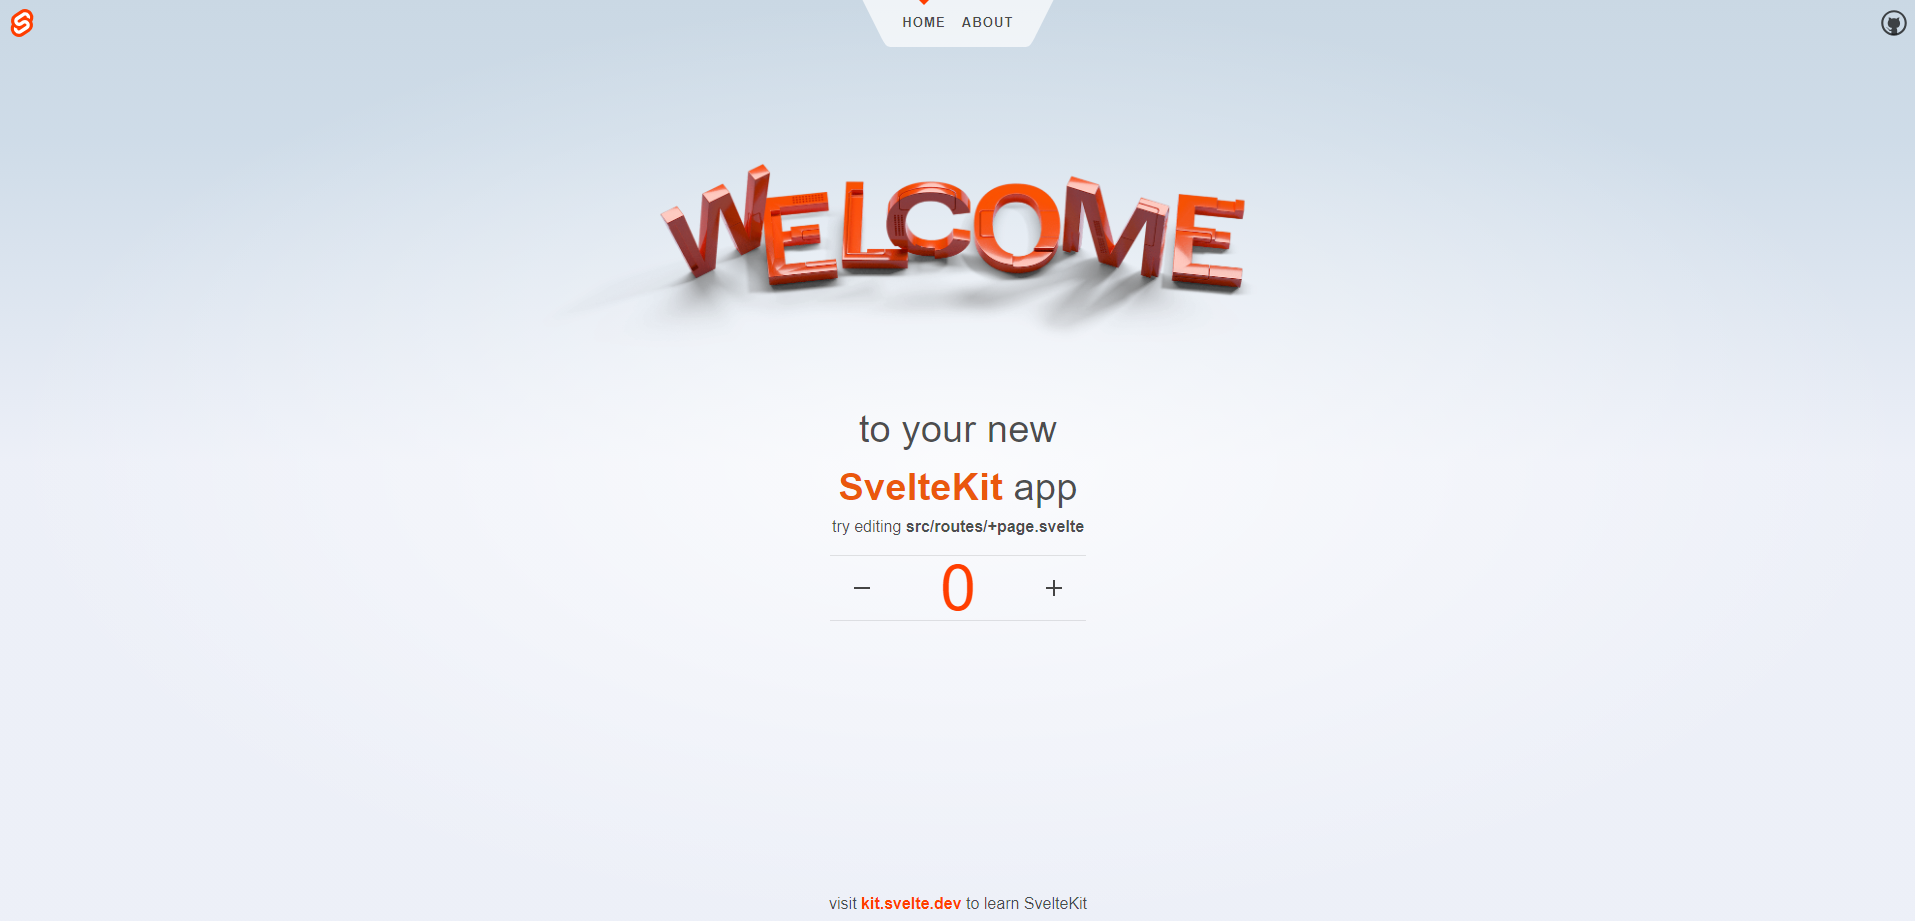 HOME ABOUT
WELCOME
to your new
SvelteKit app
try editing src/routes/+page.svelte
− 0 +
visit kit.svelte.dev to learn SvelteKit